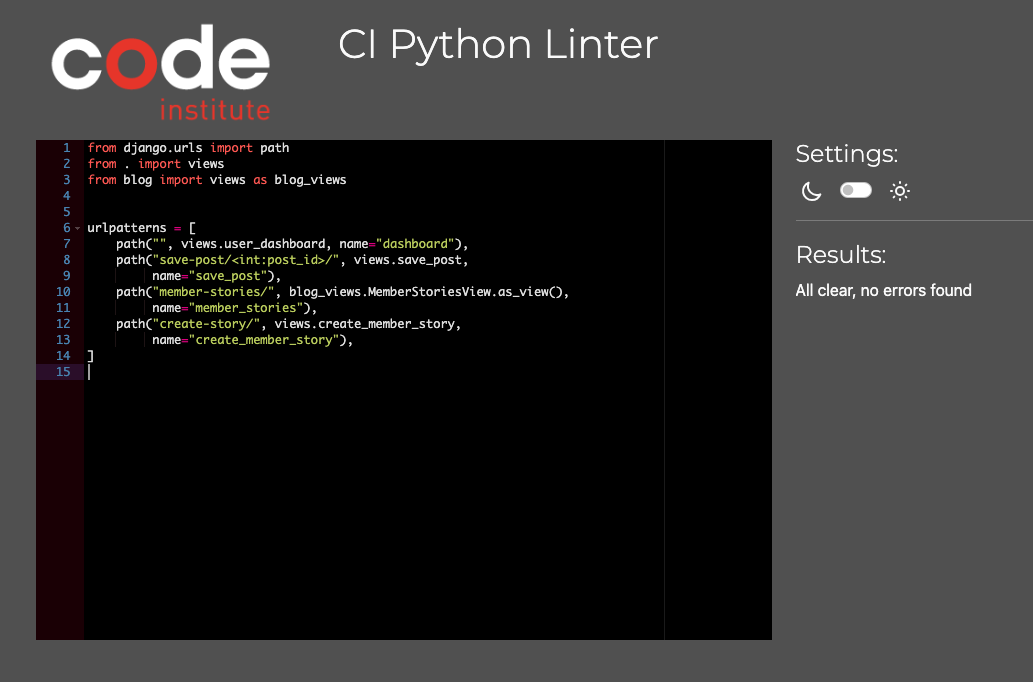 code
institute
CI Python Linter
1 from django.urls import path
2 from . import views
3 from blog import views as blog_views
4
5
6 urlpatterns = [
7     path("", views.user_dashboard, name="dashboard"),
8     path("save-post/<int:post_id>/", views.save_post,
9          name="save_post"),
10     path("member-stories/", blog_views.MemberStoriesView.as_view(),
11          name="member_stories"),
12     path("create-story/", views.create_member_story,
13          name="create_member_story"),
14 ]
15
Settings:
Results:
All clear, no errors found